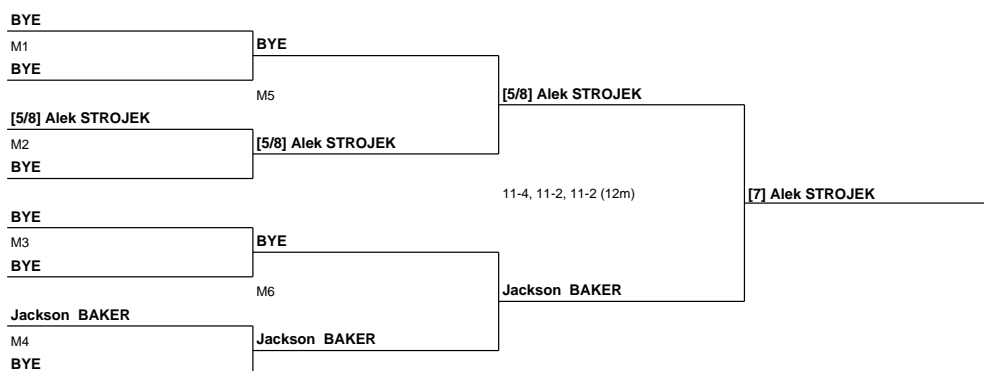 BYE
M1
BYE
BYE
M5
[5/8] Alek STROJEK
[5/8] Alek STROJEK
M2
[5/8] Alek STROJEK
BYE
11-4, 11-2, 11-2 (12m)
[7] Alek STROJEK
BYE
M3
BYE
BYE
M6
Jackson BAKER
Jackson BAKER
M4
Jackson BAKER
BYE